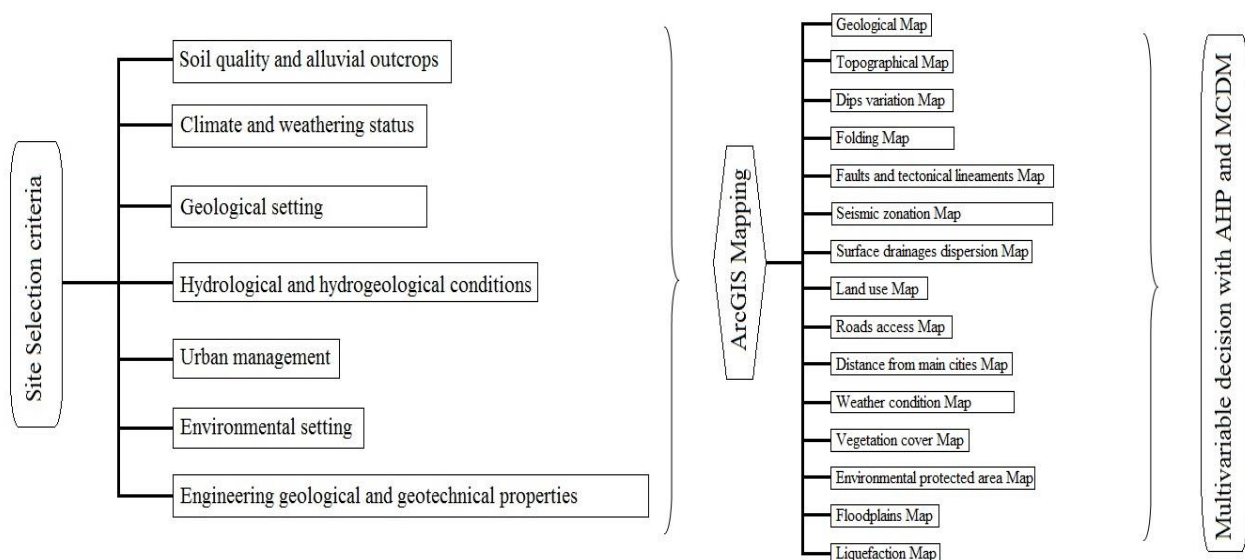 Site Selection criteria
Soil quality and alluvial outcrops
Climate and weathering status
Geological setting
Hydrological and hydrogeological conditions
Urban management
Environmental setting
Engineering geological and geotechnical properties
ArcGIS Mapping
Geological Map
Topographical Map
Dips variation Map
Folding Map
Faults and tectonical lineaments Map
Seismic zonation Map
Surface drainages dispersion Map
Land use Map
Roads access Map
Distance from main cities Map
Weather condition Map
Vegetation cover Map
Environmental protected area Map
Floodplains Map
Liquefaction Map
Multivariable decision with AHP and MCDM